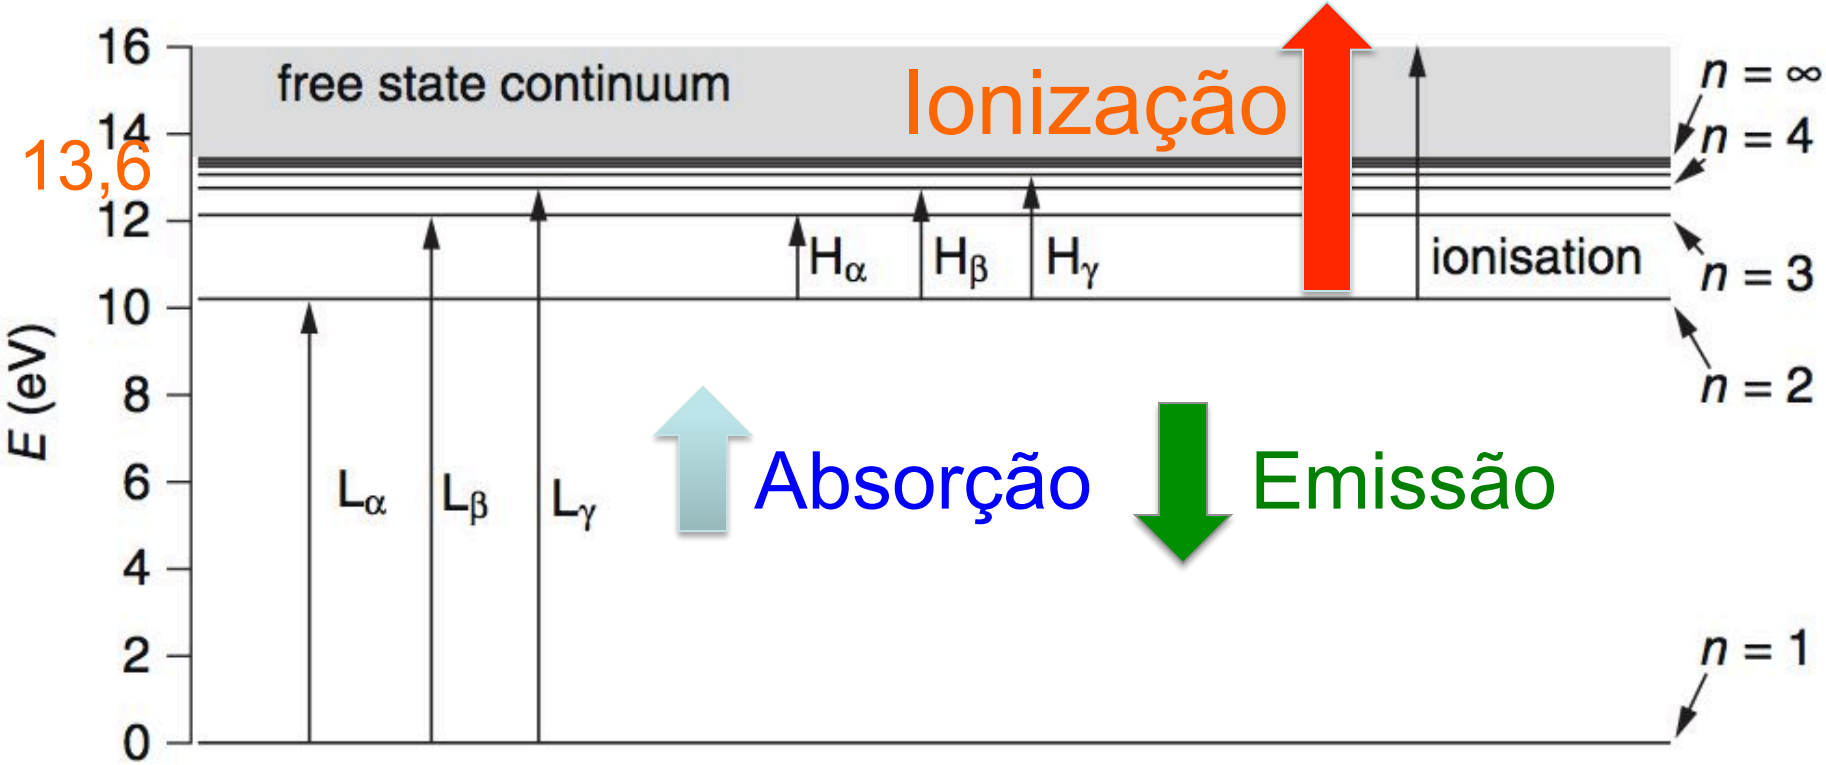 16
free state continuum
Ionização
n = ∞
14
n = 4
13,6
12
Hα
Hβ
Hγ
ionisation
n = 3
10
E (eV)
8
n = 2
Absorção
Emissão
6
Lα
Lβ
Lγ
4
2
n = 1
0